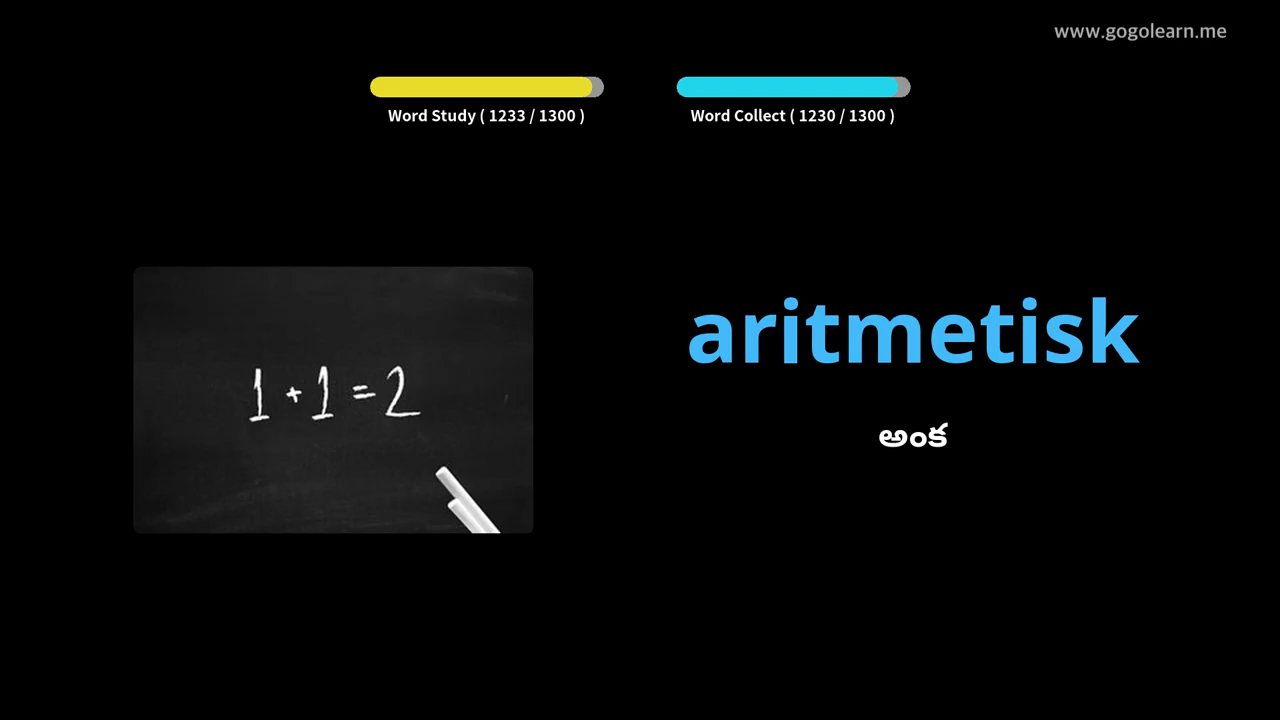 www.gogolearn.me
Word Study ( 1233 / 1300 )
Word Collect ( 1230 / 1300 )
1 + 1 = 2
aritmetisk
అంక